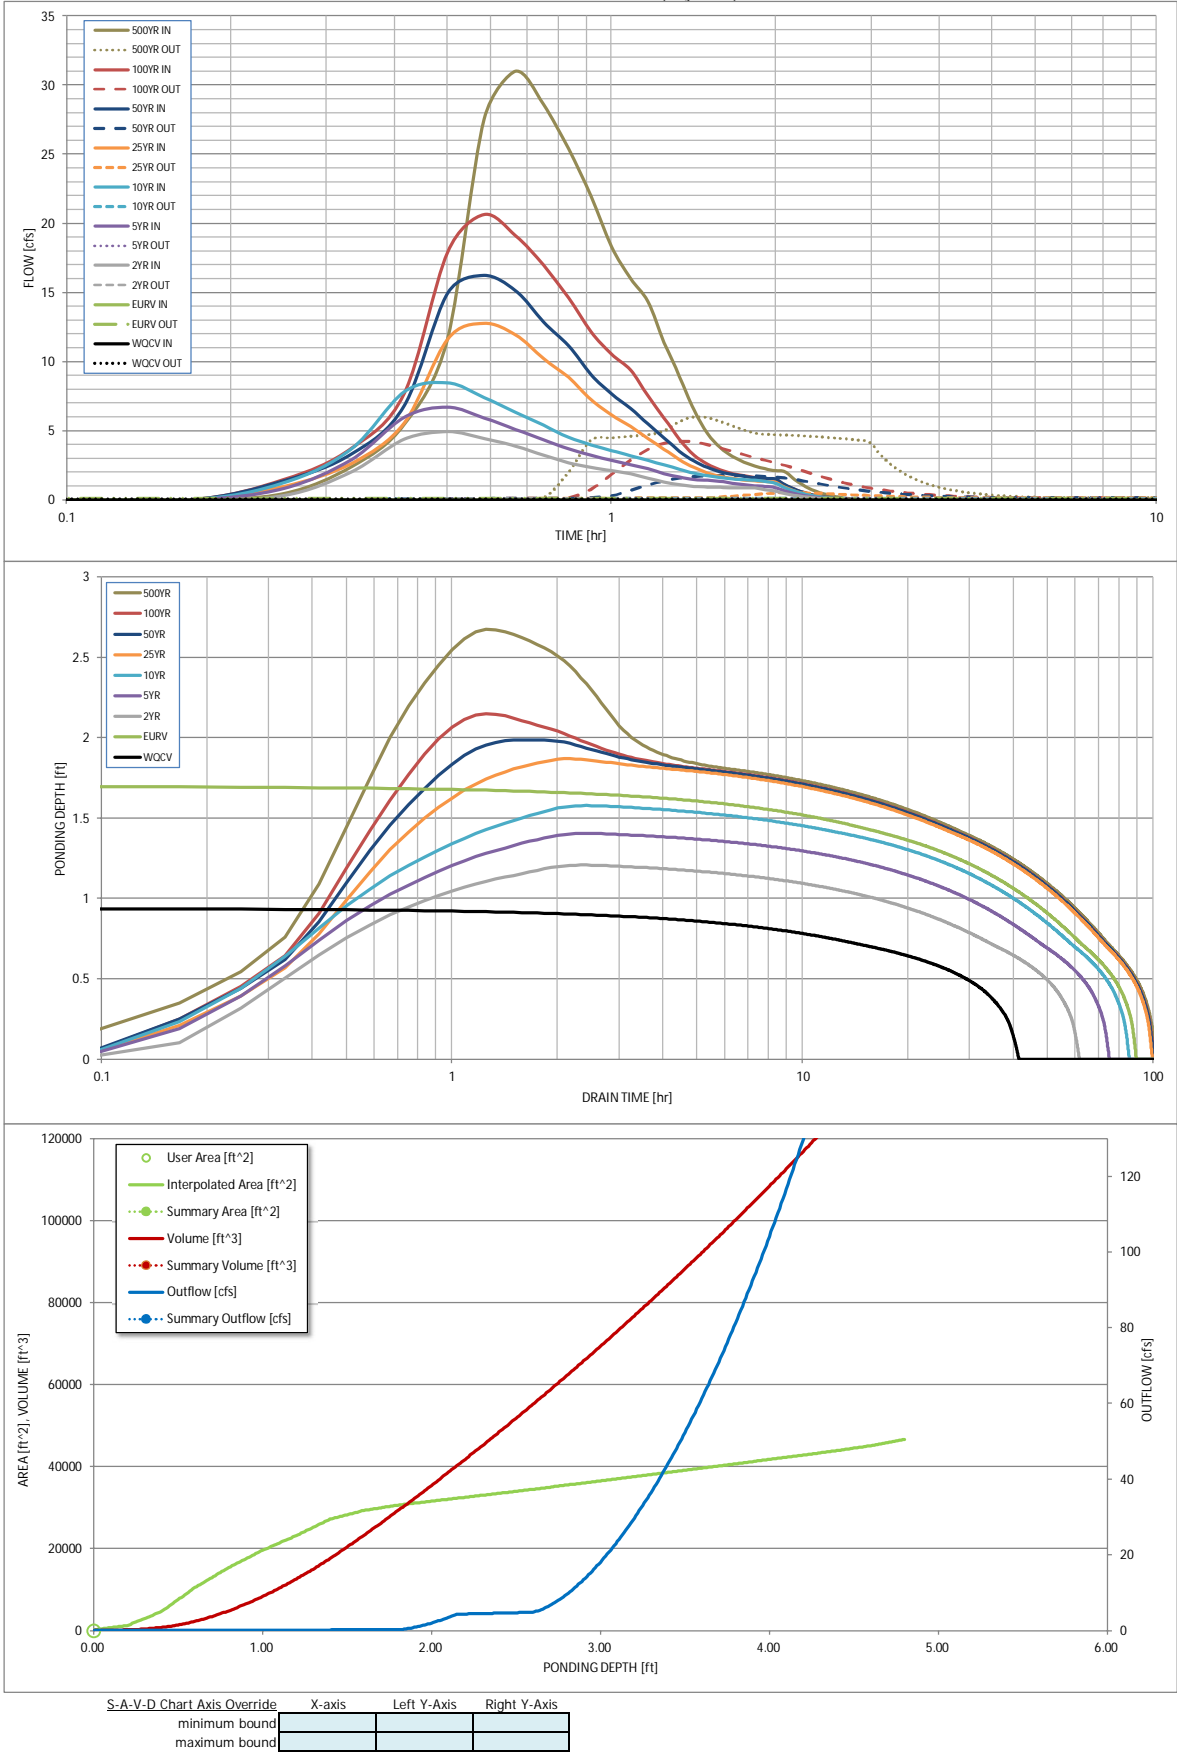 35
30
25
20
15
10
5
0
FLOW [cfs]
500YR IN
500YR OUT
100YR IN
100YR OUT
50YR IN
50YR OUT
25YR IN
25YR OUT
10YR IN
10YR OUT
5YR IN
5YR OUT
2YR IN
2YR OUT
EURV IN
EURV OUT
WQCV IN
WQCV OUT
0.1 1 10
TIME [hr]
3
2.5
2
1.5
1
0.5
0
PONDING DEPTH [ft]
500YR
100YR
50YR
25YR
10YR
5YR
2YR
EURV
WQCV
0.1 1 10 100
DRAIN TIME [hr]
120000
100000
80000
60000
40000
20000
0
AREA [ft^2], VOLUME [ft^3]
User Area [ft^2]
Interpolated Area [ft^2]
Summary Area [ft^2]
Volume [ft^3]
Summary Volume [ft^3]
Outflow [cfs]
Summary Outflow [cfs]
120
100
80
60
40
20
0
OUTFLOW [cfs]
0.00 1.00 2.00 3.00 4.00 5.00 6.00
PONDING DEPTH [ft]
S-A-V-D Chart Axis Override X-axis Left Y-Axis Right Y-Axis
minimum bound
maximum bound